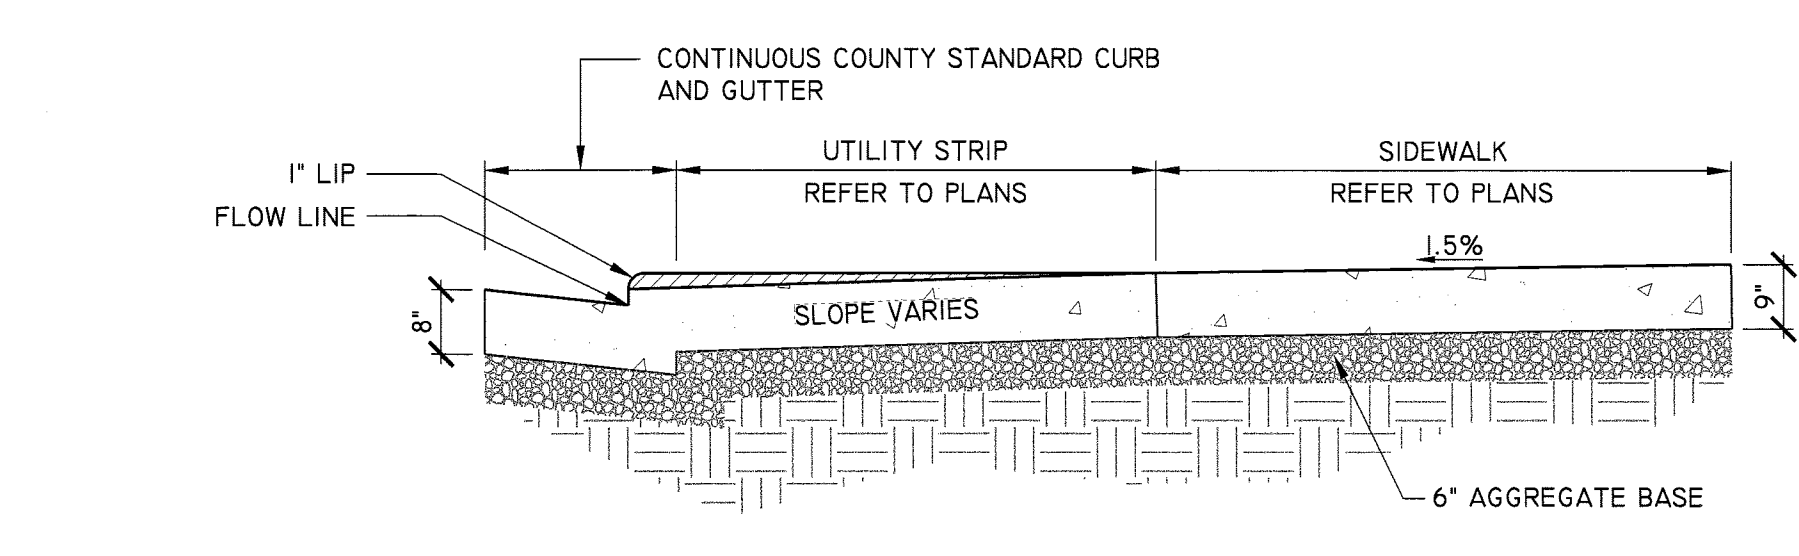 CONTINUOUS COUNTY STANDARD CURB
AND GUTTER
UTILITY STRIP
REFER TO PLANS
SIDEWALK
REFER TO PLANS
1" LIP
FLOW LINE
1.5%
8"
SLOPE VARIES
9"
6" AGGREGATE BASE